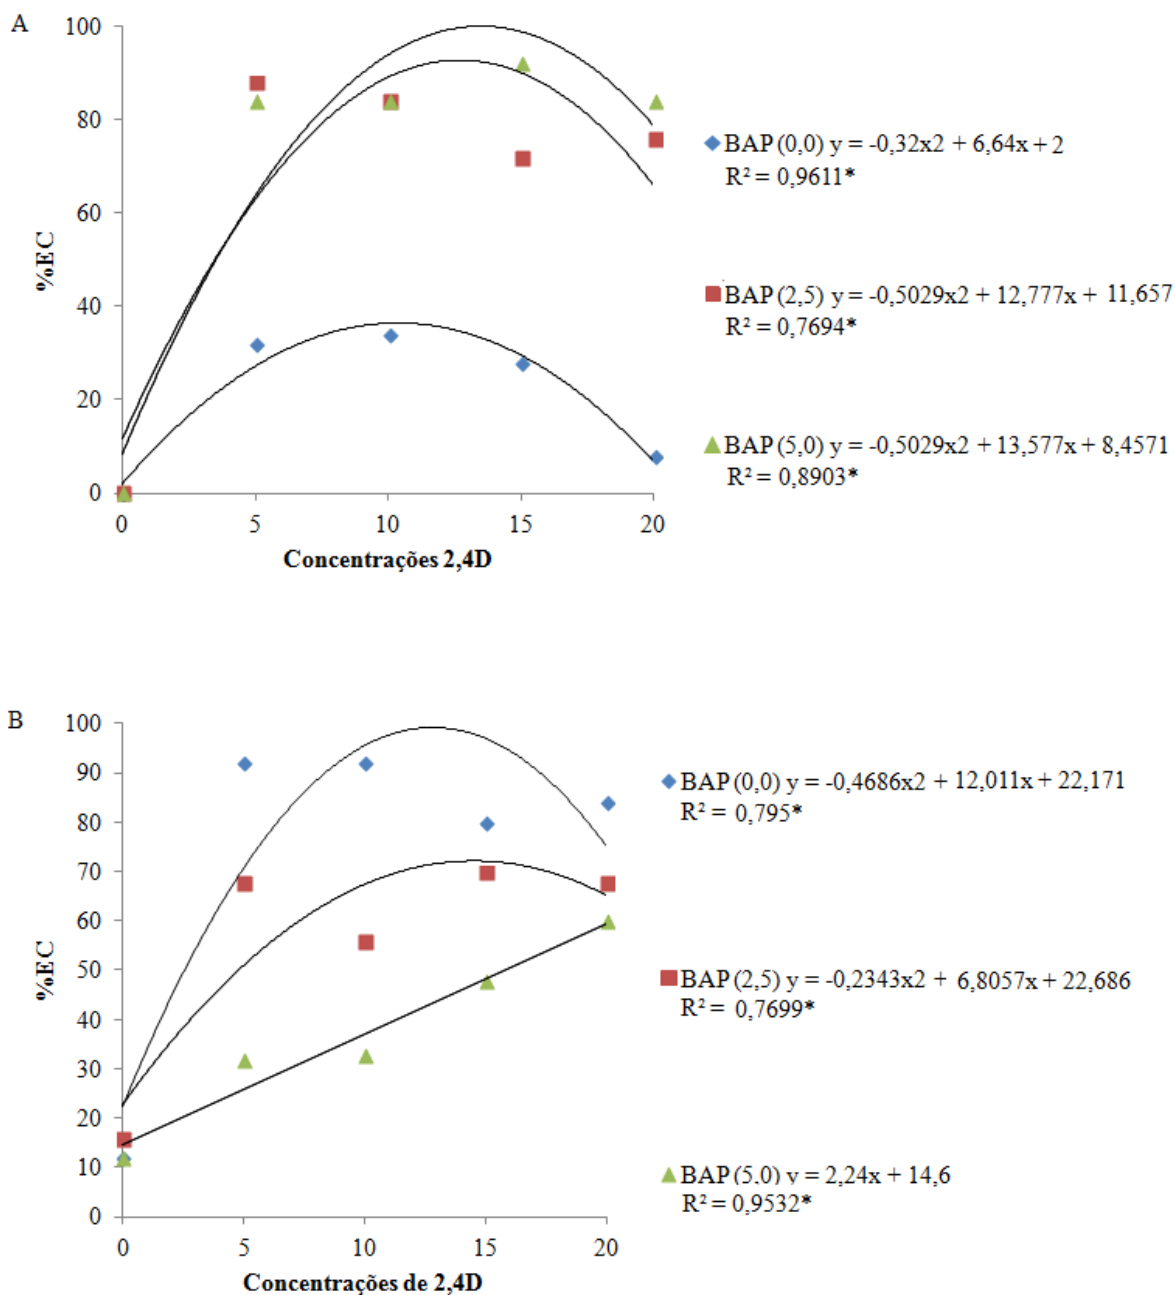 A
100
80
60
40
20
0
%EC
0 5 10 15 20
Concentrações 2,4D
BAP (0,0) y = -0,32x2 + 6,64x + 2
R² = 0,9611*
BAP (2,5) y = -0,5029x2 + 12,777x + 11,657
R² = 0,7694*
BAP (5,0) y = -0,5029x2 + 13,577x + 8,4571
R² = 0,8903*
B
100
90
80
70
60
50
40
30
20
10
0
%EC
0 5 10 15 20
Concentrações de 2,4D
BAP (0,0) y = -0,4686x2 + 12,011x + 22,171
R² = 0,795*
BAP (2,5) y = -0,2343x2 + 6,8057x + 22,686
R² = 0,7699*
BAP (5,0) y = 2,24x + 14,6
R² = 0,9532*